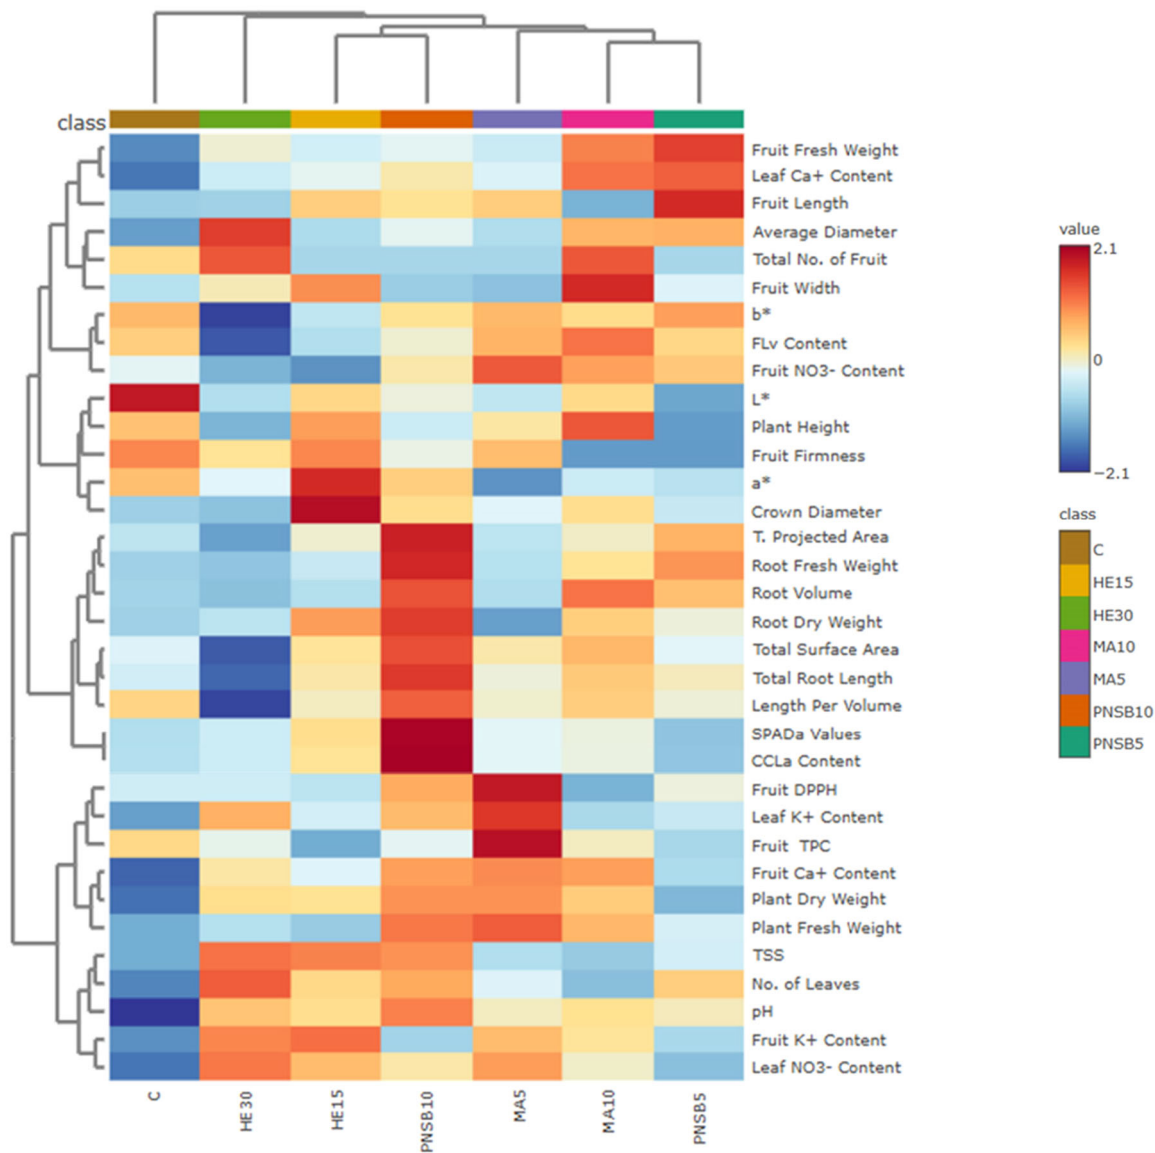 class
Fruit Fresh Weight
Leaf Ca+ Content
Fruit Length
Average Diameter
Total No. of Fruit
Fruit Width
b*
FLv Content
Fruit NO3- Content
L*
Plant Height
Fruit Firmness
a*
Crown Diameter
T. Projected Area
Root Fresh Weight
Root Volume
Root Dry Weight
Total Surface Area
Total Root Length
Length Per Volume
SPADa Values
CCLa Content
Fruit DPPH
Leaf K+ Content
Fruit  TPC
Fruit Ca+ Content
Plant Dry Weight
Plant Fresh Weight
TSS
No. of Leaves
pH
Fruit K+ Content
Leaf NO3- Content
C
HE30
HE15
PNSB10
MA5
MA10
PNSB5
value
2.1
0
−2.1
class
C
HE15
HE30
MA10
MA5
PNSB10
PNSB5